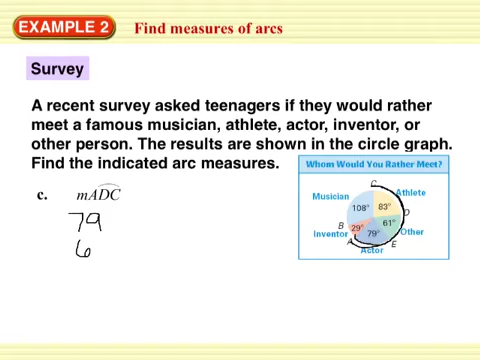 EXAMPLE 2 Find measures of arcs
Survey
A recent survey asked teenagers if they would rather
meet a famous musician, athlete, actor, inventor, or
other person. The results are shown in the circle graph.
Find the indicated arc measures.
c. mADC
79
6
Whom Would You Rather Meet?
C
Musician Athlete
108° 83°
D
61°
B Other
Inventor 29° 79°
A E
Actor